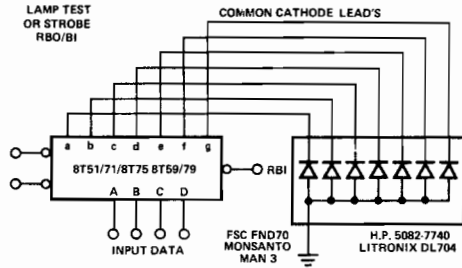 LAMP TEST
OR STROBE
RBO/BI
COMMON CATHODE LEAD'S
a b c d e f g
8T51/71/8T75 8T59/79
RBI
A B C D
INPUT DATA
FSC FND70
MONSANTO
MAN 3
H.P. 5082-7740
LITRONIX DL704